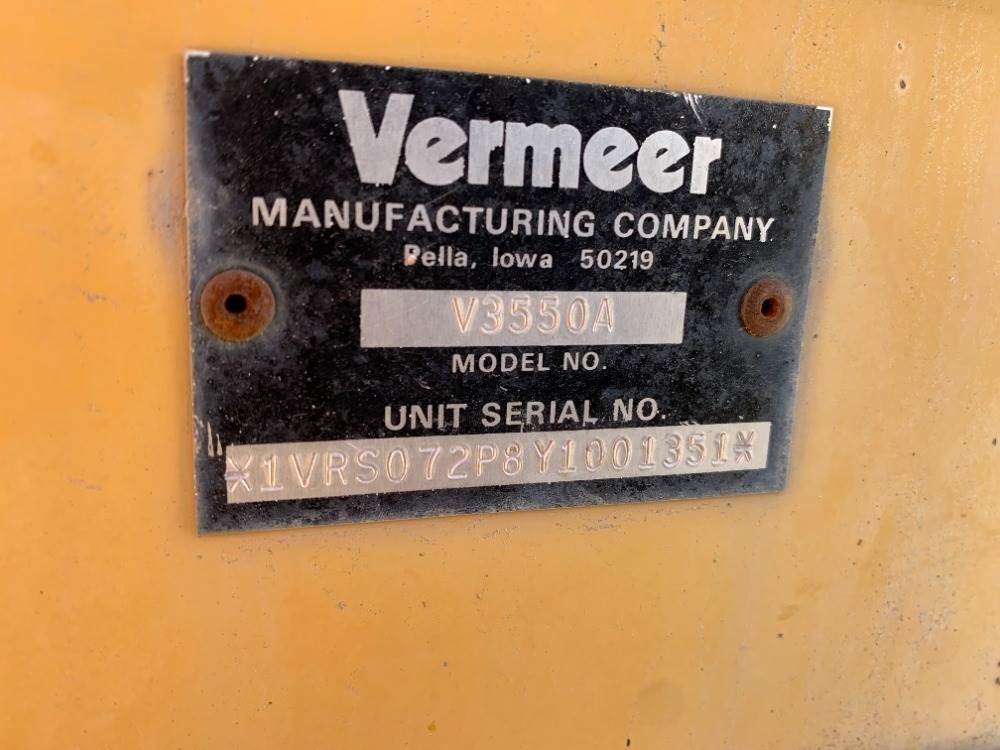 Vermeer
MANUFACTURING COMPANY
Pella, Iowa 50219
V3550A
MODEL NO.
UNIT SERIAL NO.
*1VRS072P8Y1001351*